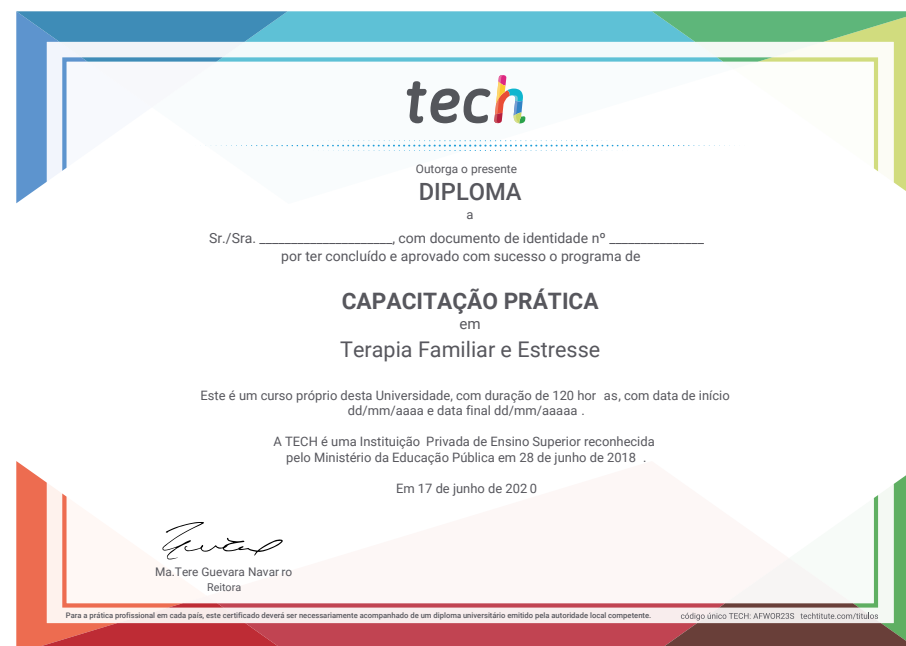 tech
Outorga o presente
DIPLOMA
a
Sr./Sra. ____________________, com documento de identidade nº ______________
por ter concluído e aprovado com sucesso o programa de
CAPACITAÇÃO PRÁTICA
em
Terapia Familiar e Estresse
Este é um curso próprio desta Universidade, com duração de 120 hor as, com data de início
dd/mm/aaaa e data final dd/mm/aaaaa .
A TECH é uma Instituição Privada de Ensino Superior reconhecida
pelo Ministério da Educação Pública em 28 de junho de 2018 .
Em 17 de junho de 2020
Ma.Tere Guevara Navar ro
Reitora
Para a prática profissional em cada país, este certificado deverá ser necessariamente acompanhado de um diploma universitário emitido pela autoridade local competente. código único TECH: AFWOR23S techtitute.com/titulos